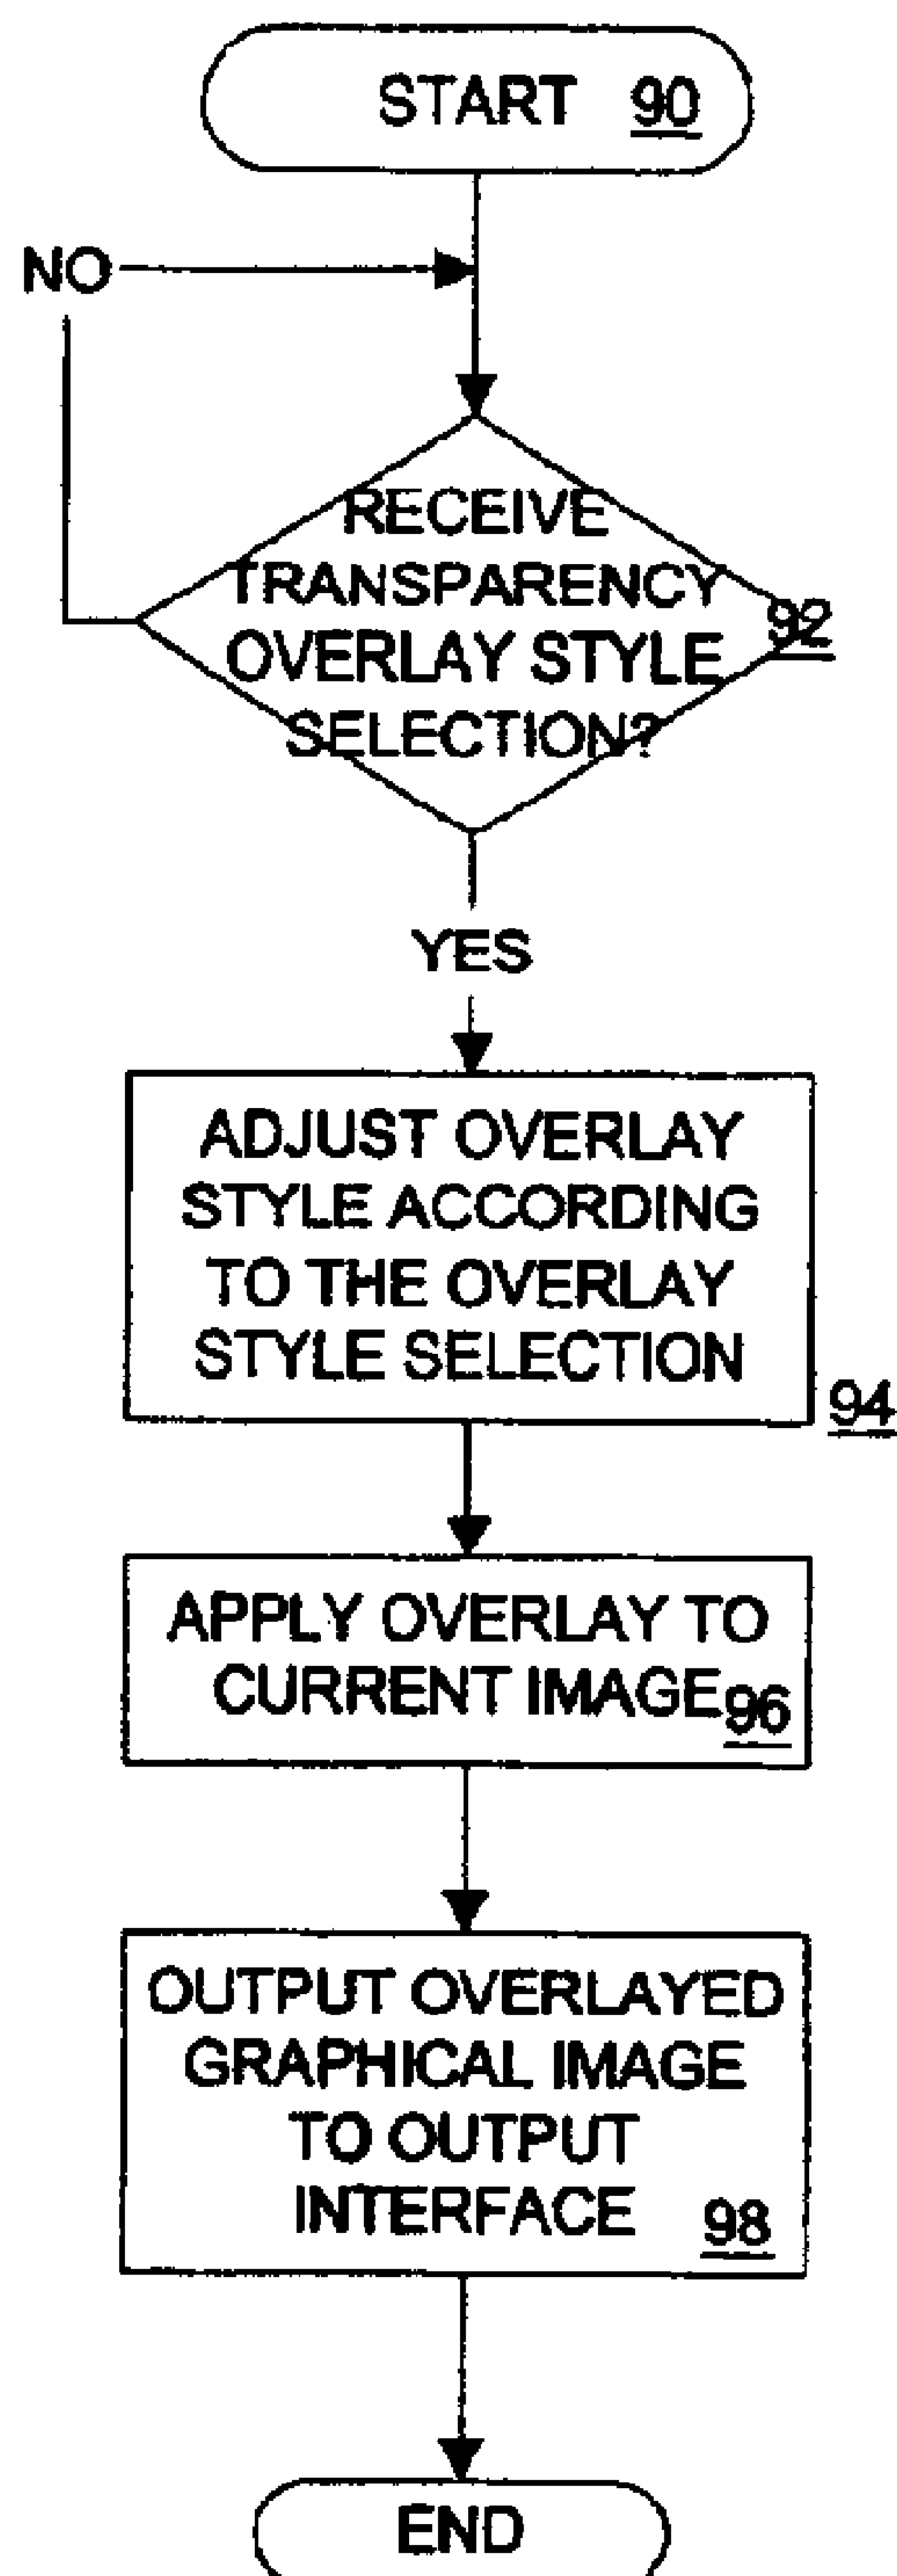 START 90
NO
RECEIVE
TRANSPARENCY
OVERLAY STYLE
SELECTION?
92
YES
ADJUST OVERLAY
STYLE ACCORDING
TO THE OVERLAY
STYLE SELECTION
94
APPLY OVERLAY TO
CURRENT IMAGE
96
OUTPUT OVERLAYED
GRAPHICAL IMAGE
TO OUTPUT
INTERFACE
98
END